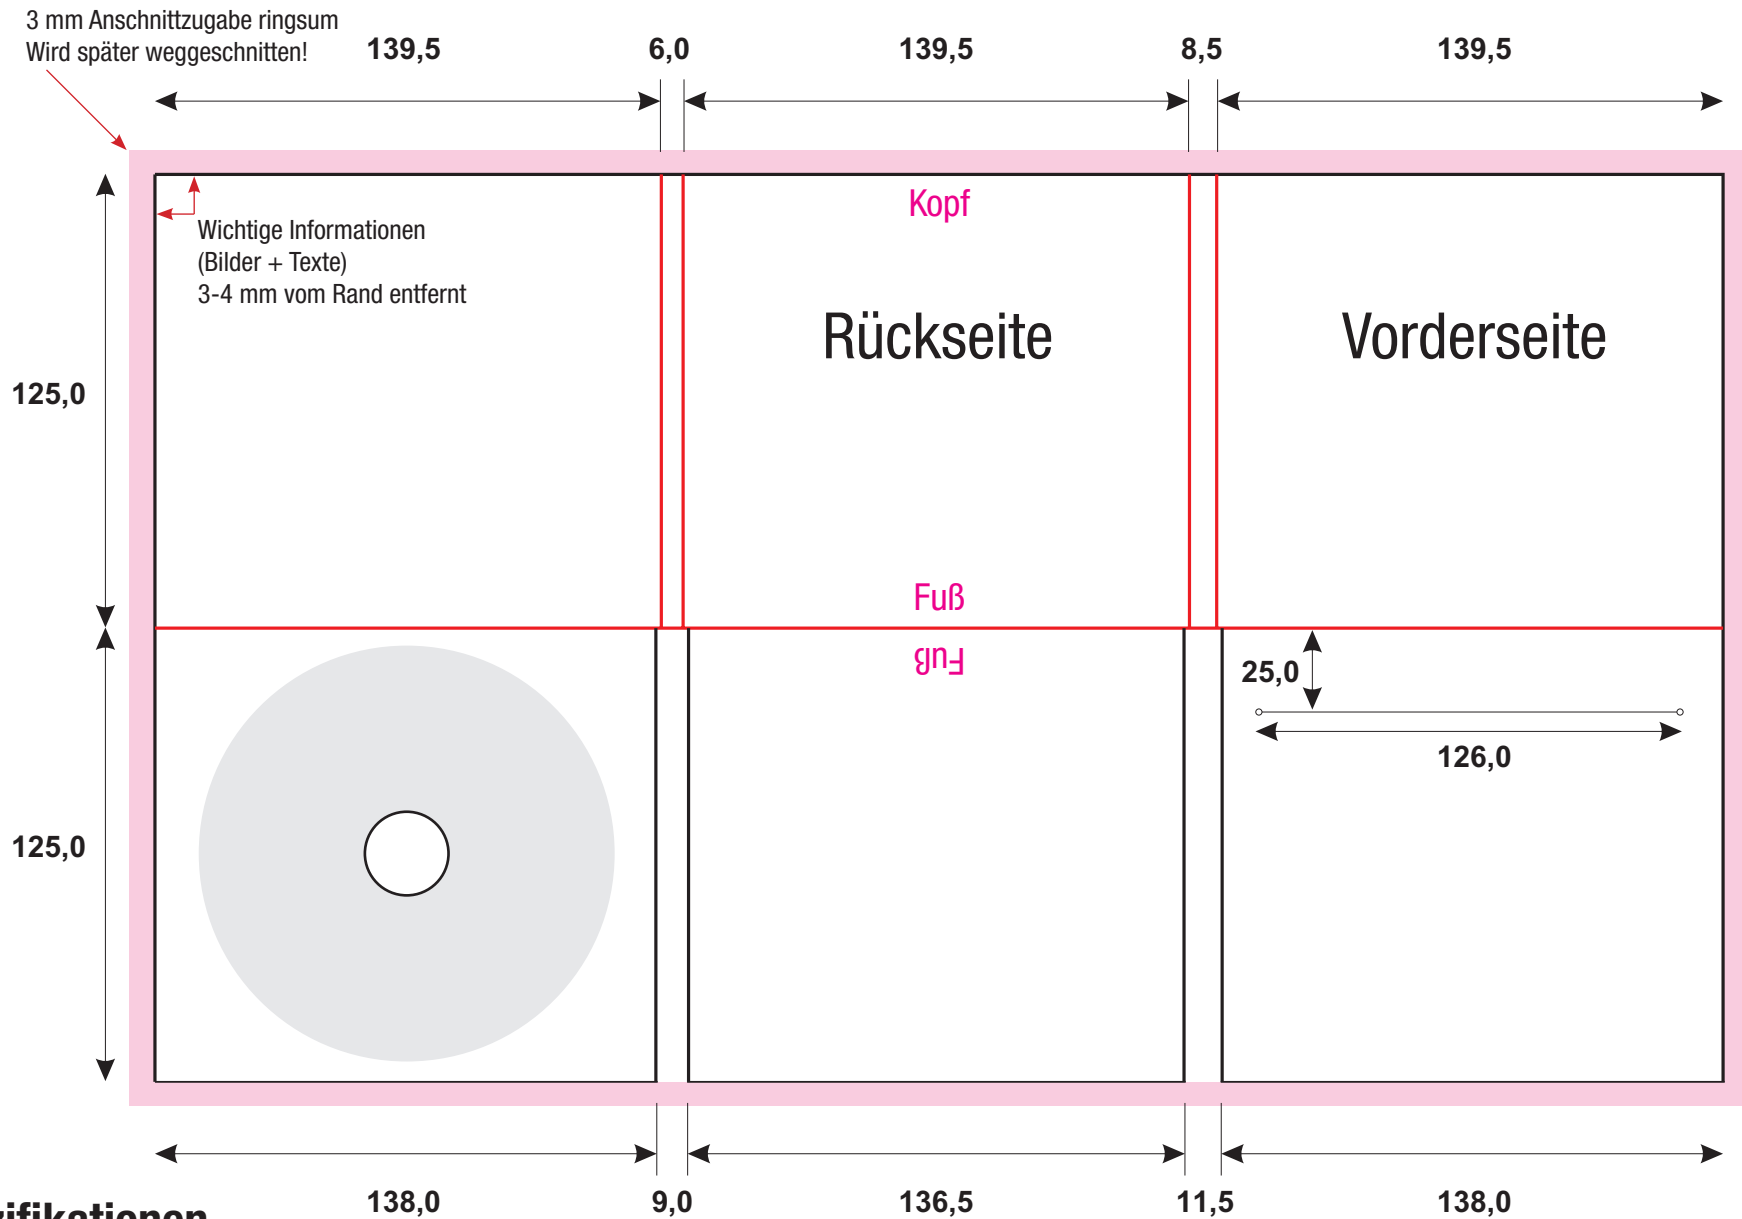 3 mm Anschnittzugabe ringsum
Wird später weggeschnitten!
139,5
6,0
139,5
8,5
139,5
Kopf
Wichtige Informationen
(Bilder + Texte)
3-4 mm vom Rand entfernt
Rückseite
Vorderseite
125,0
Fuß
Fuß
25,0
126,0
125,0
138,0
9,0
136,5
11,5
138,0